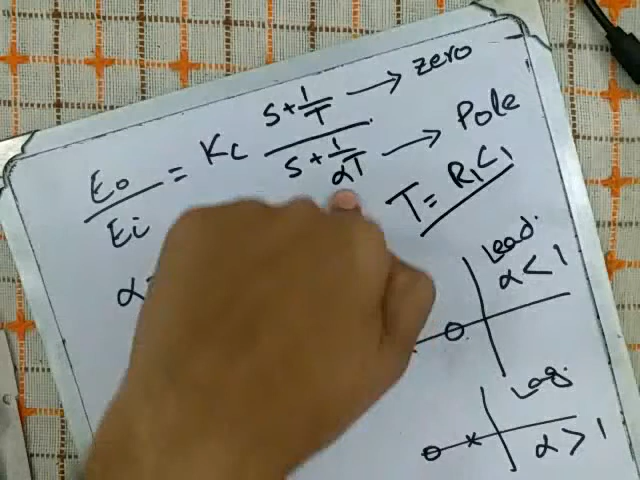 Eo/Ei = Kc (s + 1/T)/(s + 1/αT)
→ zero
→ Pole
T = R1C1
α
Lead.
α < 1
Lag.
α > 1